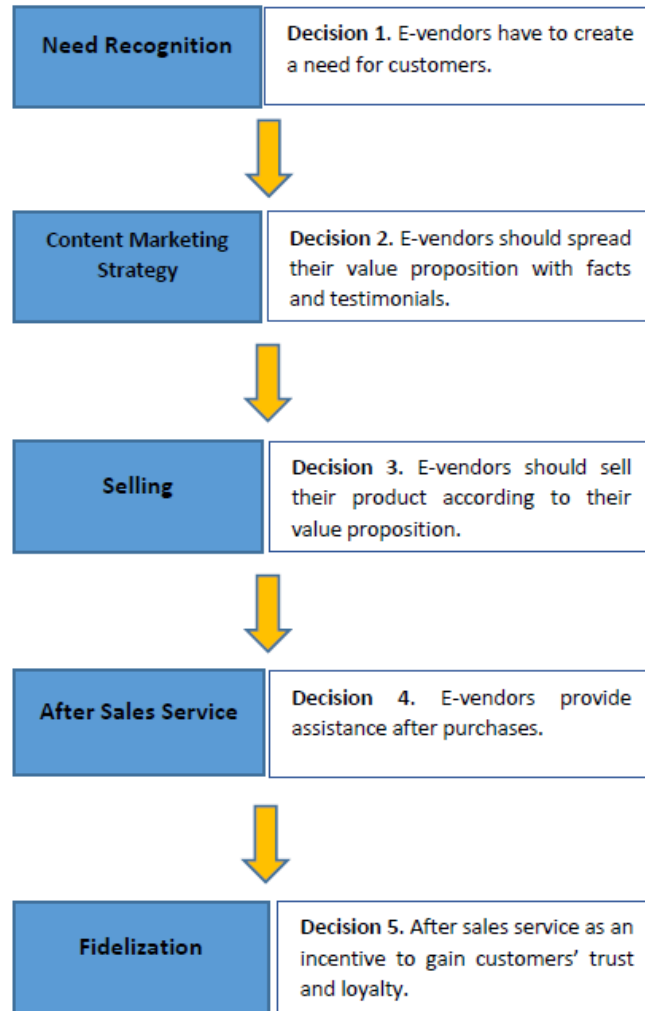 Need Recognition
Decision 1. E-vendors have to create
a need for customers.
Content Marketing
Strategy
Decision 2. E-vendors should spread
their value proposition with facts
and testimonials.
Selling
Decision 3. E-vendors should sell
their product according to their
value proposition.
After Sales Service
Decision 4. E-vendors provide
assistance after purchases.
Fidelization
Decision 5. After sales service as an
incentive to gain customers’ trust
and loyalty.